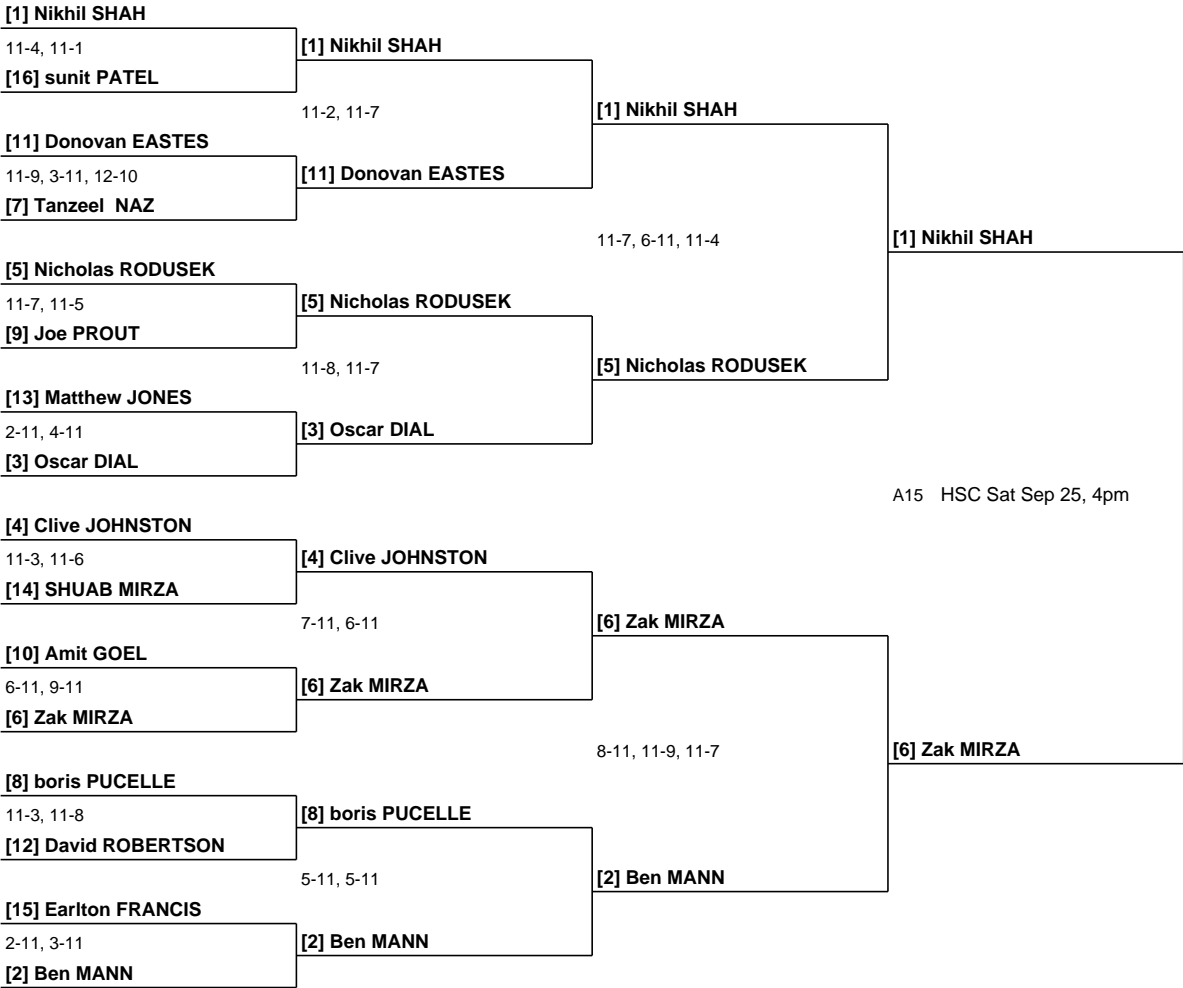 [1] Nikhil SHAH
11-4, 11-1
[1] Nikhil SHAH
[16] sunit PATEL
11-2, 11-7
[1] Nikhil SHAH
[11] Donovan EASTES
11-9, 3-11, 12-10
[11] Donovan EASTES
[7] Tanzeel  NAZ
11-7, 6-11, 11-4
[1] Nikhil SHAH
[5] Nicholas RODUSEK
11-7, 11-5
[5] Nicholas RODUSEK
[9] Joe PROUT
11-8, 11-7
[5] Nicholas RODUSEK
[13] Matthew JONES
2-11, 4-11
[3] Oscar DIAL
[3] Oscar DIAL
A15 HSC Sat Sep 25, 4pm
[4] Clive JOHNSTON
11-3, 11-6
[4] Clive JOHNSTON
[14] SHUAB MIRZA
7-11, 6-11
[6] Zak MIRZA
[10] Amit GOEL
6-11, 9-11
[6] Zak MIRZA
[6] Zak MIRZA
8-11, 11-9, 11-7
[6] Zak MIRZA
[8] boris PUCELLE
11-3, 11-8
[8] boris PUCELLE
[12] David ROBERTSON
5-11, 5-11
[2] Ben MANN
[15] Earlton FRANCIS
2-11, 3-11
[2] Ben MANN
[2] Ben MANN